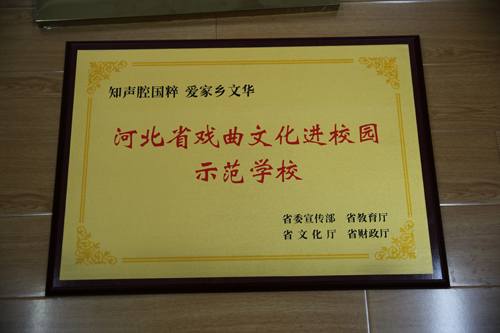 知声腔国粹 爱家乡文华
河北省戏曲文化进校园
示范学校
省委宣传部 省教育厅
省文化厅 省财政厅